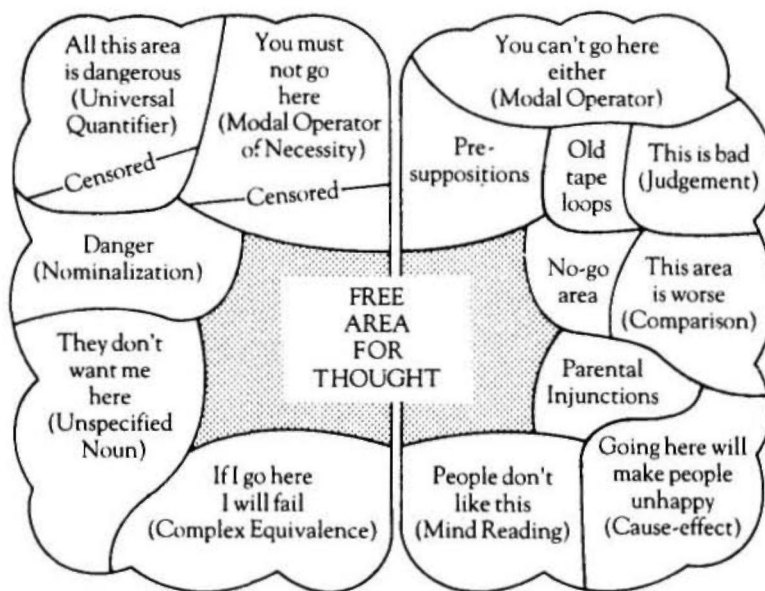 All this area
is dangerous
(Universal
Quantifier)
Censored
You must
not go
here
(Modal Operator
of Necessity)
Censored
You can't go here
either
(Modal Operator)
Pre-
suppositions
Old
tape
loops
This is bad
(Judgement)
Danger
(Nominalization)
FREE
AREA
FOR
THOUGHT
No-go
area
This area
is worse
(Comparison)
They don't
want me
here
(Unspecified
Noun)
Parental
Injunctions
If I go here
I will fail
(Complex Equivalence)
People don't
like this
(Mind Reading)
Going here will
make people
unhappy
(Cause-effect)